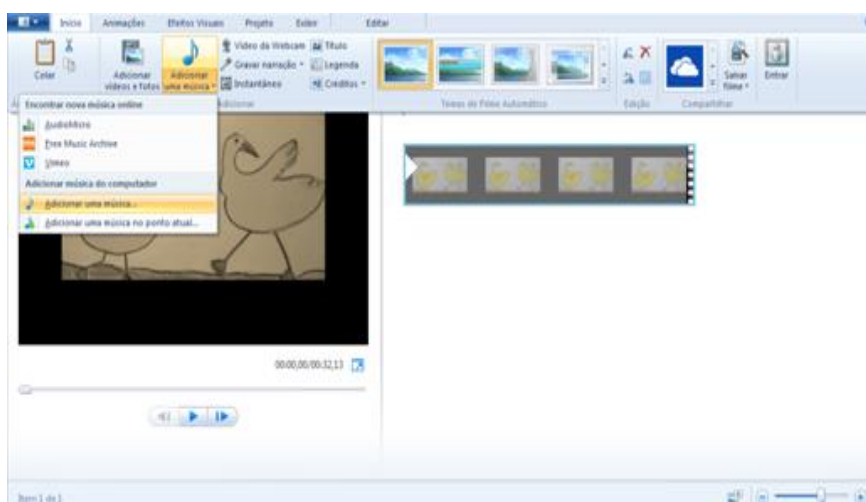 Início Animações Efeitos Visuais Projeto Exibir Editar
Colar
Adicionar vídeos e fotos
Adicionar uma música
Vídeo da Webcam
Gravar narração
Instantâneo
Título
Legenda
Créditos
Adicionar
Temas de Filme Automático
Edição
Compartilhar
Salvar filme
Entrar
Encontrar nova música online
AudioMicro
Free Music Archive
Vimeo
Adicionar música do computador
Adicionar uma música...
Adicionar uma música no ponto atual...
00:00,00/00:32,13
Item 1 de 1